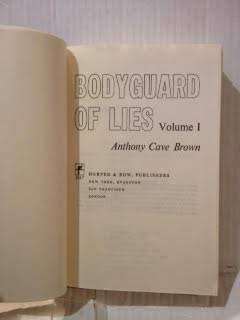 BODYGUARD
OF LIES Volume I
Anthony Cave Brown
HARPER & ROW, PUBLISHERS
NEW YORK, EVANSTON
SAN FRANCISCO
LONDON